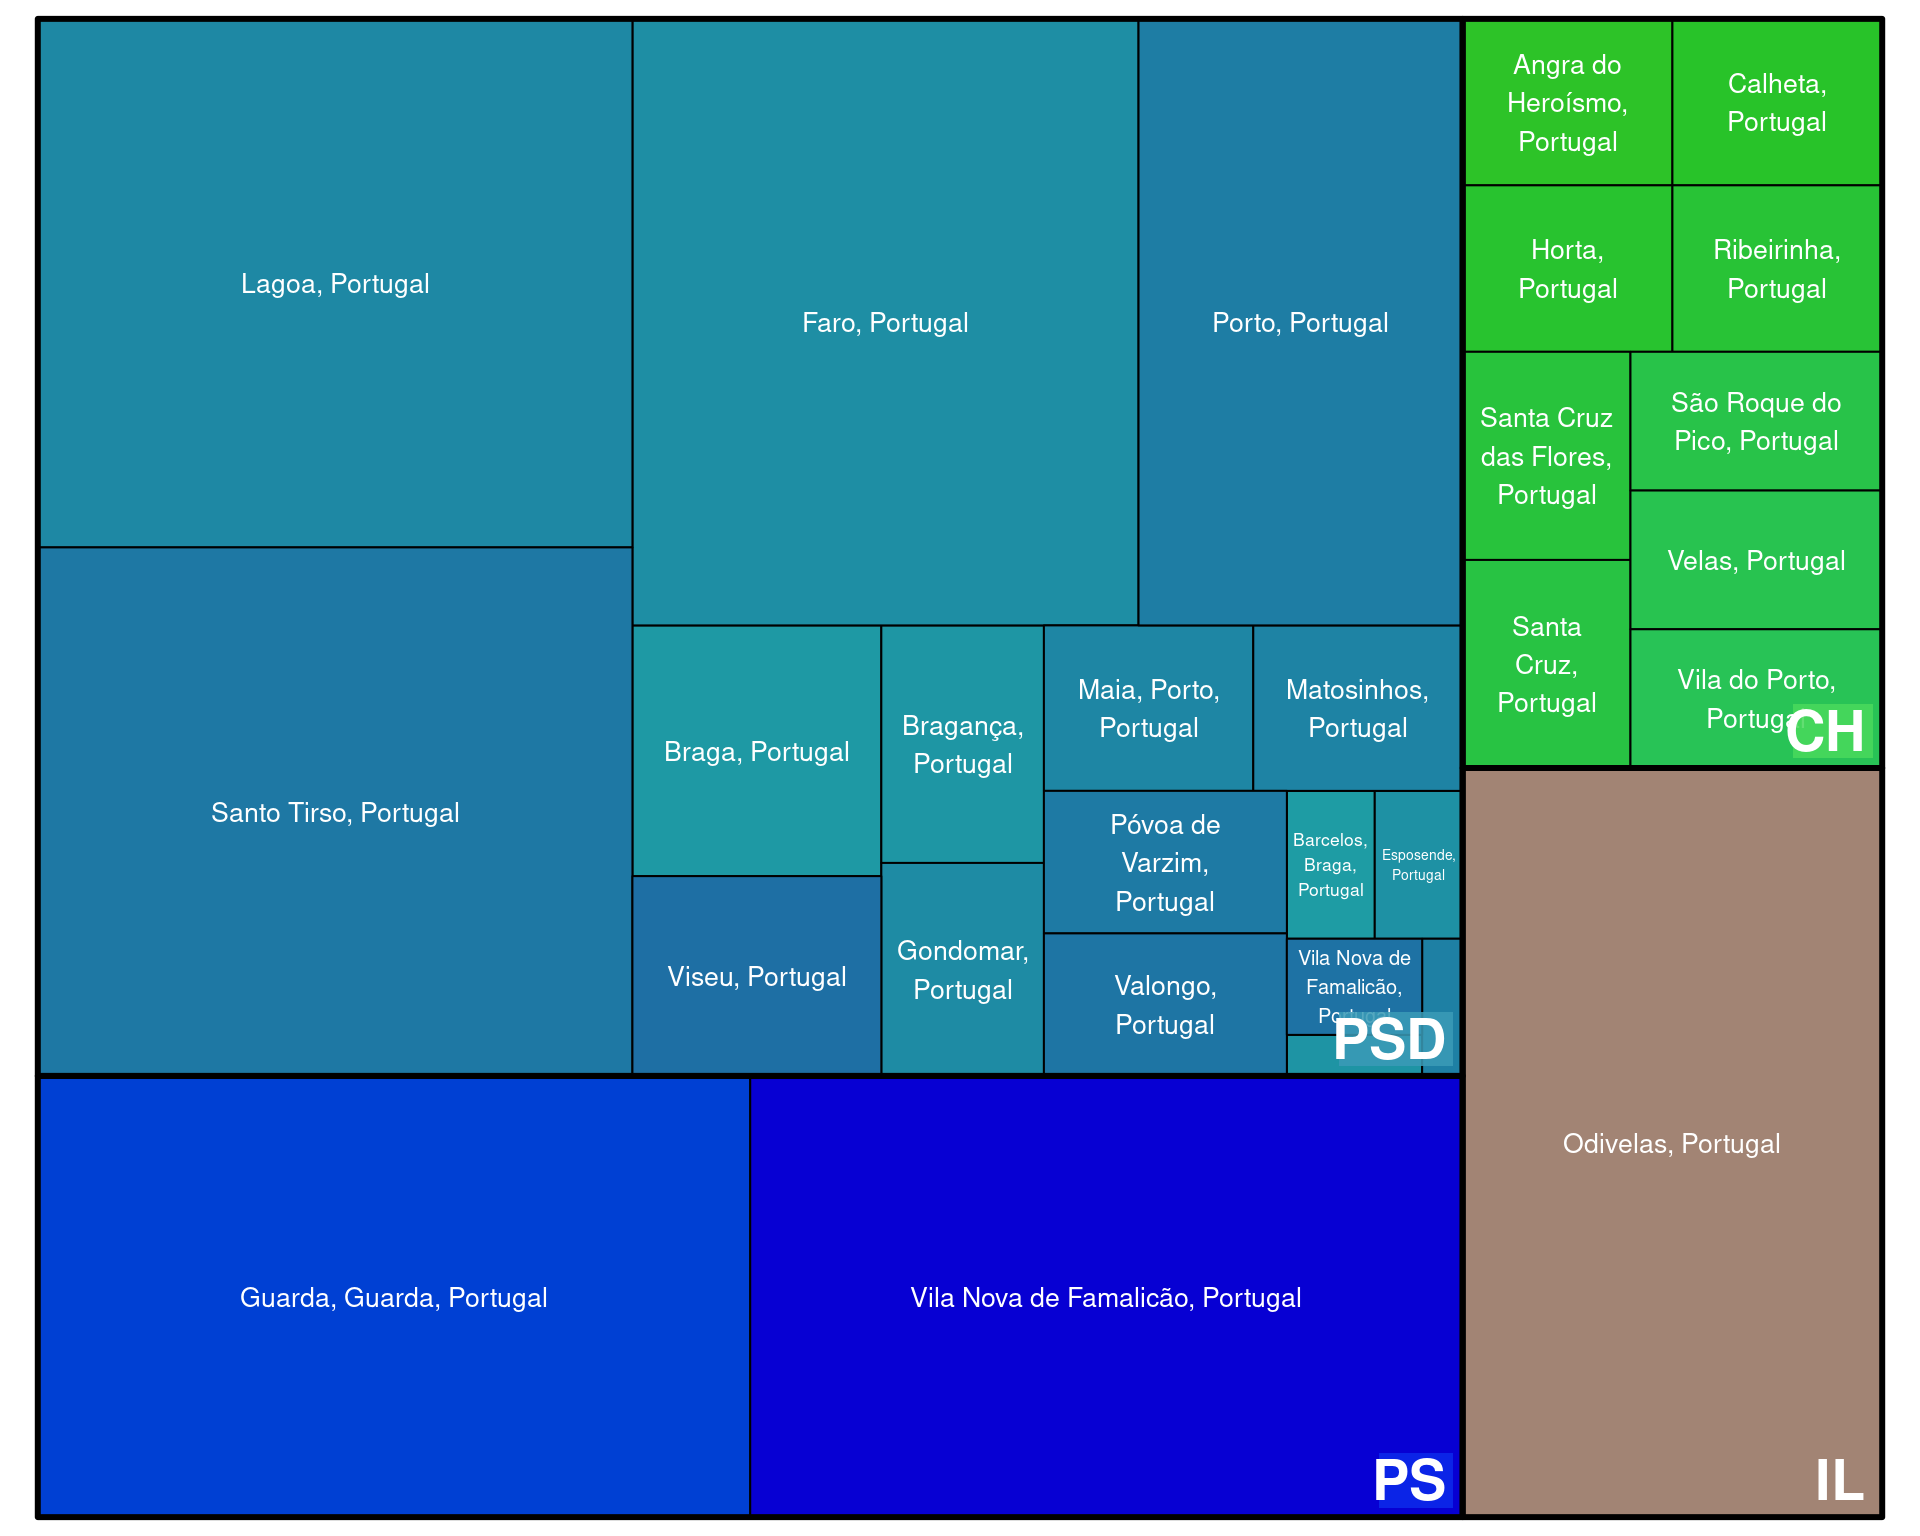 Lagoa, Portugal
Faro, Portugal
Porto, Portugal
Santo Tirso, Portugal
Braga, Portugal
Bragança,
Portugal
Maia, Porto,
Portugal
Matosinhos,
Portugal
Póvoa de
Varzim,
Portugal
Barcelos,
Braga,
Portugal
Esposende,
Portugal
Viseu, Portugal
Gondomar,
Portugal
Valongo,
Portugal
Vila Nova de
Famalicão,
Portugal
PSD
Guarda, Guarda, Portugal
Vila Nova de Famalicão, Portugal
PS
Angra do
Heroísmo,
Portugal
Calheta,
Portugal
Horta,
Portugal
Ribeirinha,
Portugal
Santa Cruz
das Flores,
Portugal
São Roque do
Pico, Portugal
Velas, Portugal
Santa
Cruz,
Portugal
Vila do Porto,
Portugal
CH
Odivelas, Portugal
IL